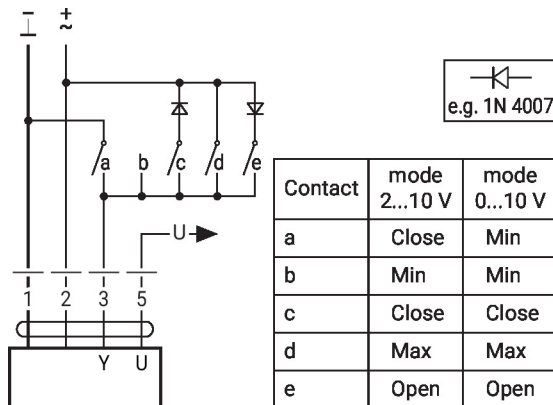 ⊥ ~
− +
e.g. 1N 4007
a b c d e
U
1 2 3 5
Y U
Contact mode 2...10 V mode 0...10 V
a Close Min
b Min Min
c Close Close
d Max Max
e Open Open